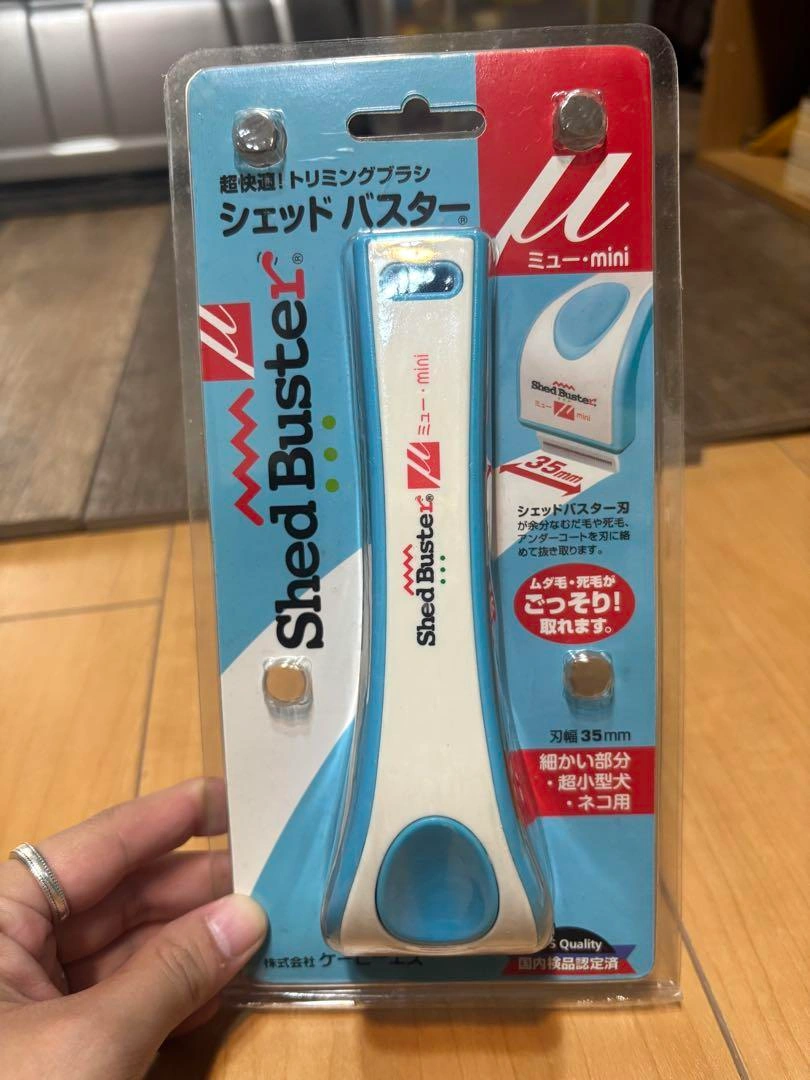 超快適!トリミングブラシ
シェッド バスター®
μ
ミュー・mini
μ
Shed Buster®
Shed Buster® μ ミュー・mini
Shed Buster®
ミュー μ mini
35mm
シェッドバスター刃
が余分なむだ毛や死毛、
アンダーコートを刃に絡
めて抜き取ります。
ムダ毛・死毛が
ごっそり!
取れます。
刃幅 35mm
細かい部分
・超小型犬
・ネコ用
Quality
国内検品認定済
株式会社 ケーピーエス